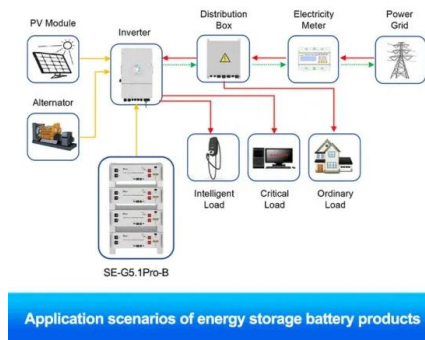 PV Module
Inverter
Distribution
Box
Electricity
Meter
Power
Grid
Alternator
Intelligent
Load
Critical
Load
Ordinary
Load
SE-G5.1Pro-B
Application scenarios of energy storage battery products